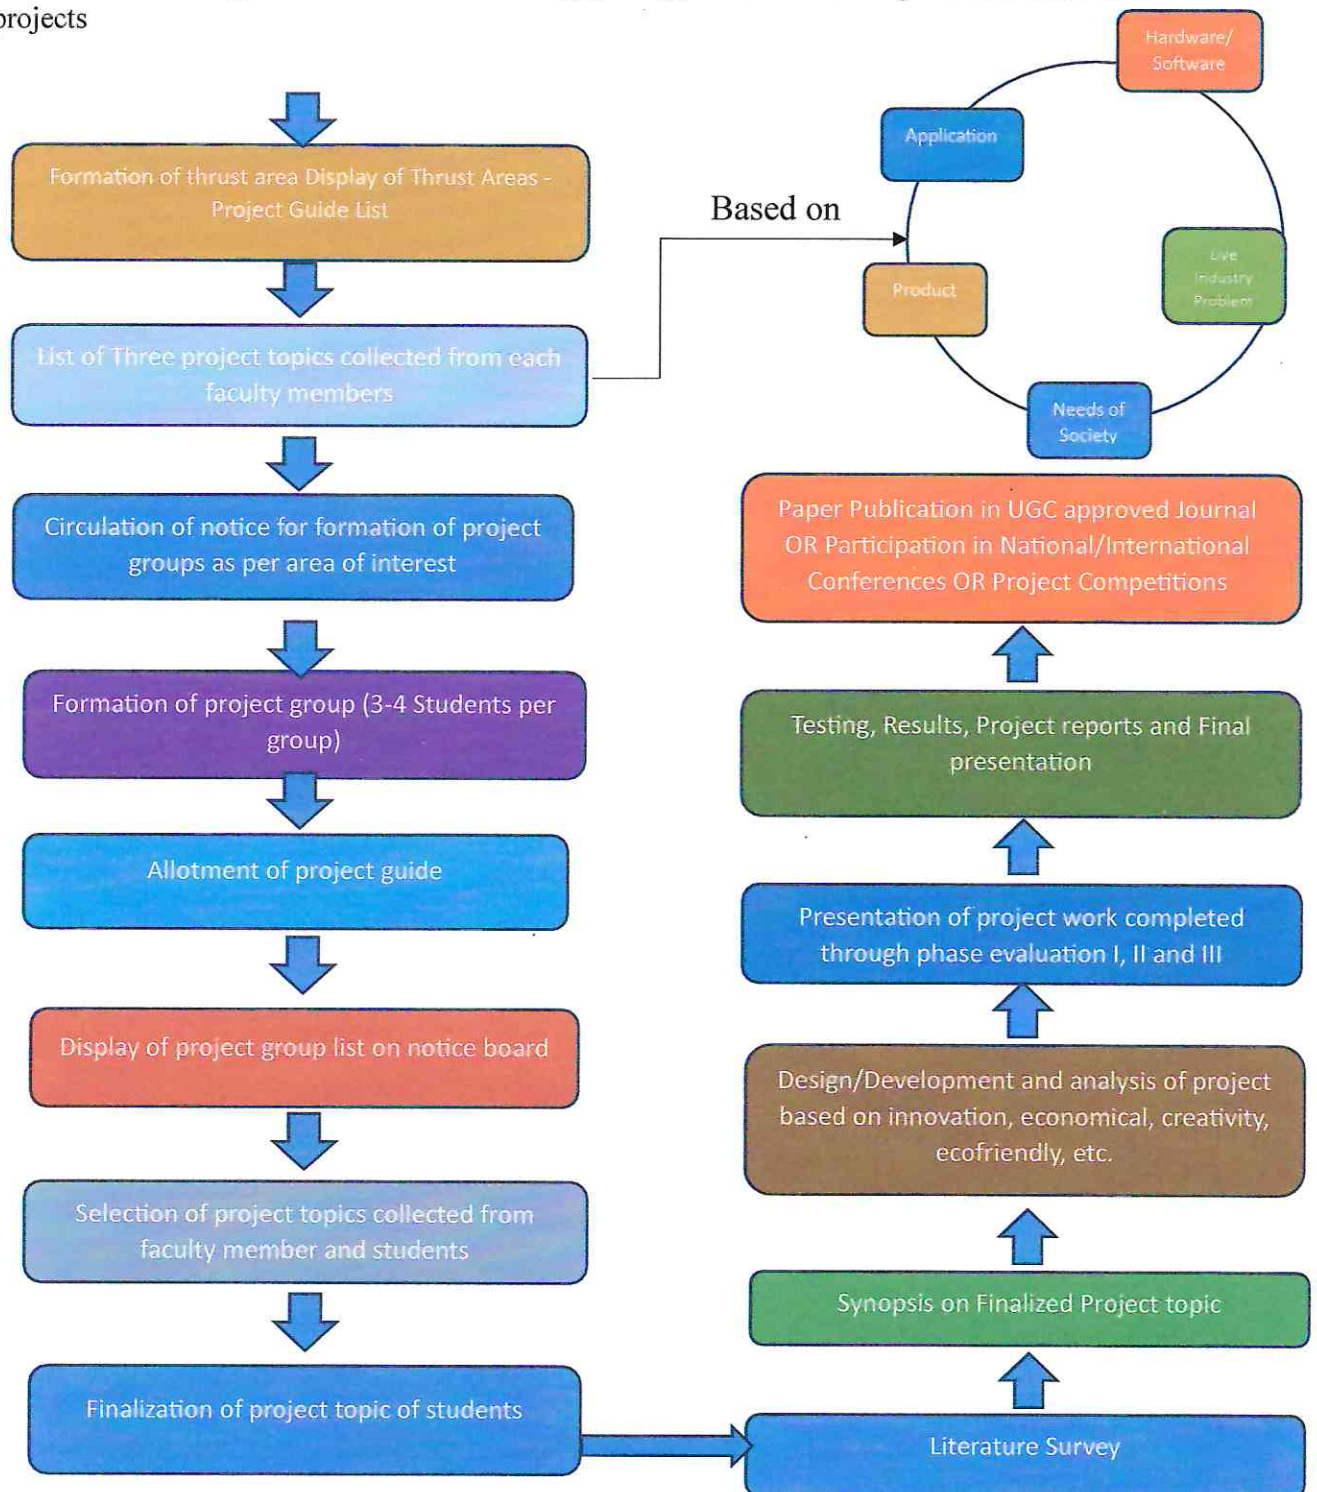 projects
Formation of thrust area Display of Thrust Areas -
Project Guide List
List of Three project topics collected from each
faculty members
Circulation of notice for formation of project
groups as per area of interest
Formation of project group (3-4 Students per
group)
Allotment of project guide
Display of project group list on notice board
Selection of project topics collected from
faculty member and students
Finalization of project topic of students
Based on
Hardware/
Software
Application
Live
Industry
Problem
Product
Needs of
Society
Paper Publication in UGC approved Journal
OR Participation in National/International
Conferences OR Project Competitions
Testing, Results, Project reports and Final
presentation
Presentation of project work completed
through phase evaluation I, II and III
Design/Development and analysis of project
based on innovation, economical, creativity,
ecofriendly, etc.
Synopsis on Finalized Project topic
Literature Survey